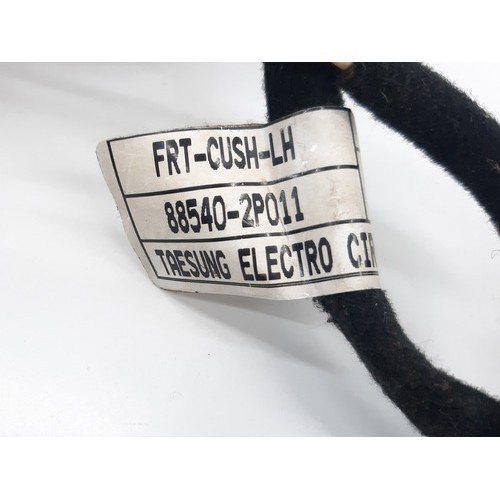 FRT-CUSH-LH
88540-2P011
TAESUNG ELECTRO